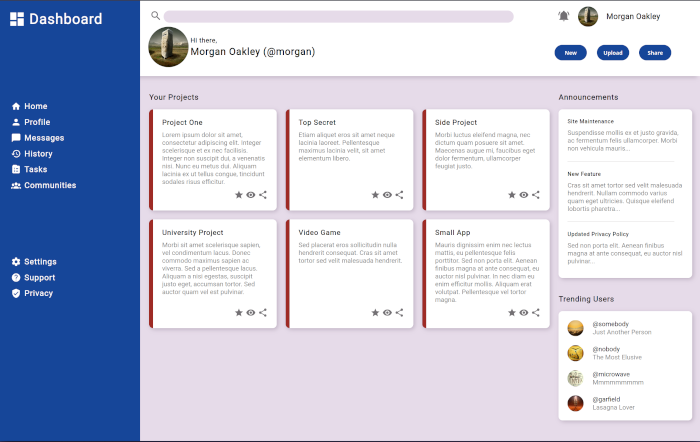 Dashboard
Home
Profile
Messages
History
Tasks
Communities
Settings
Support
Privacy
Morgan Oakley
Hi there,
Morgan Oakley (@morgan)
New
Upload
Share
Your Projects
Project One
Lorem ipsum dolor sit amet,
consectetur adipiscing elit. Integer
scelerisque et ex nec facilisis.
Integer non suscipit dui, a venenatis
nisi. Nunc eu metus dui. Aliquam
lacinia ex ut tellus congue, tincidunt
sodales risus efficitur.
Top Secret
Etiam aliquet eros sit amet neque
lacinia laoreet. Pellentesque
maximus lacinia velit, sit amet
elementum libero.
Side Project
Morbi luctus eleifend magna, nec
dictum quam posuere sit amet.
Maecenas augue mi, faucibus eget
dolor fermentum, ullamcorper
feugiat justo.
University Project
Morbi sit amet scelerisque sapien,
vel condimentum lacus. Donec
commodo maximus sapien ac
viverra. Sed a pellentesque lacus.
Aliquam a nisi egestas, suscipit
justo eget, accumsan tortor. Sed
auctor quam vel est pulvinar.
Video Game
Sed placerat eros sollicitudin nulla
hendrerit consequat. Cras sit amet
tortor sed velit malesuada hendrerit.
Small App
Mauris dignissim enim nec lectus
mattis, eu pellentesque felis
porttitor. Sed non porta elit. Aenean
finibus magna at ante consequat, eu
auctor nisl pulvinar. In nec diam eu
enim efficitur mollis. Aliquam erat
volutpat. Pellentesque vel tortor
magna.
Announcements
Site Maintenance
Suspendisse mollis ex et justo gravida,
ac fermentum felis ullamcorper. Morbi
non vehicula mauris...
New Feature
Cras sit amet tortor sed velit malesuada
hendrerit. Nullam commodo varius
quam eget ultricies. Quisque eleifend
lobortis pharetra...
Updated Privacy Policy
Sed non porta elit. Aenean finibus
magna at ante consequat, eu auctor nisl
pulvinar...
Trending Users
@somebody
Just Another Person
@nobody
The Most Elusive
@microwave
Mmmmmmmmm
@garfield
Lasagna Lover